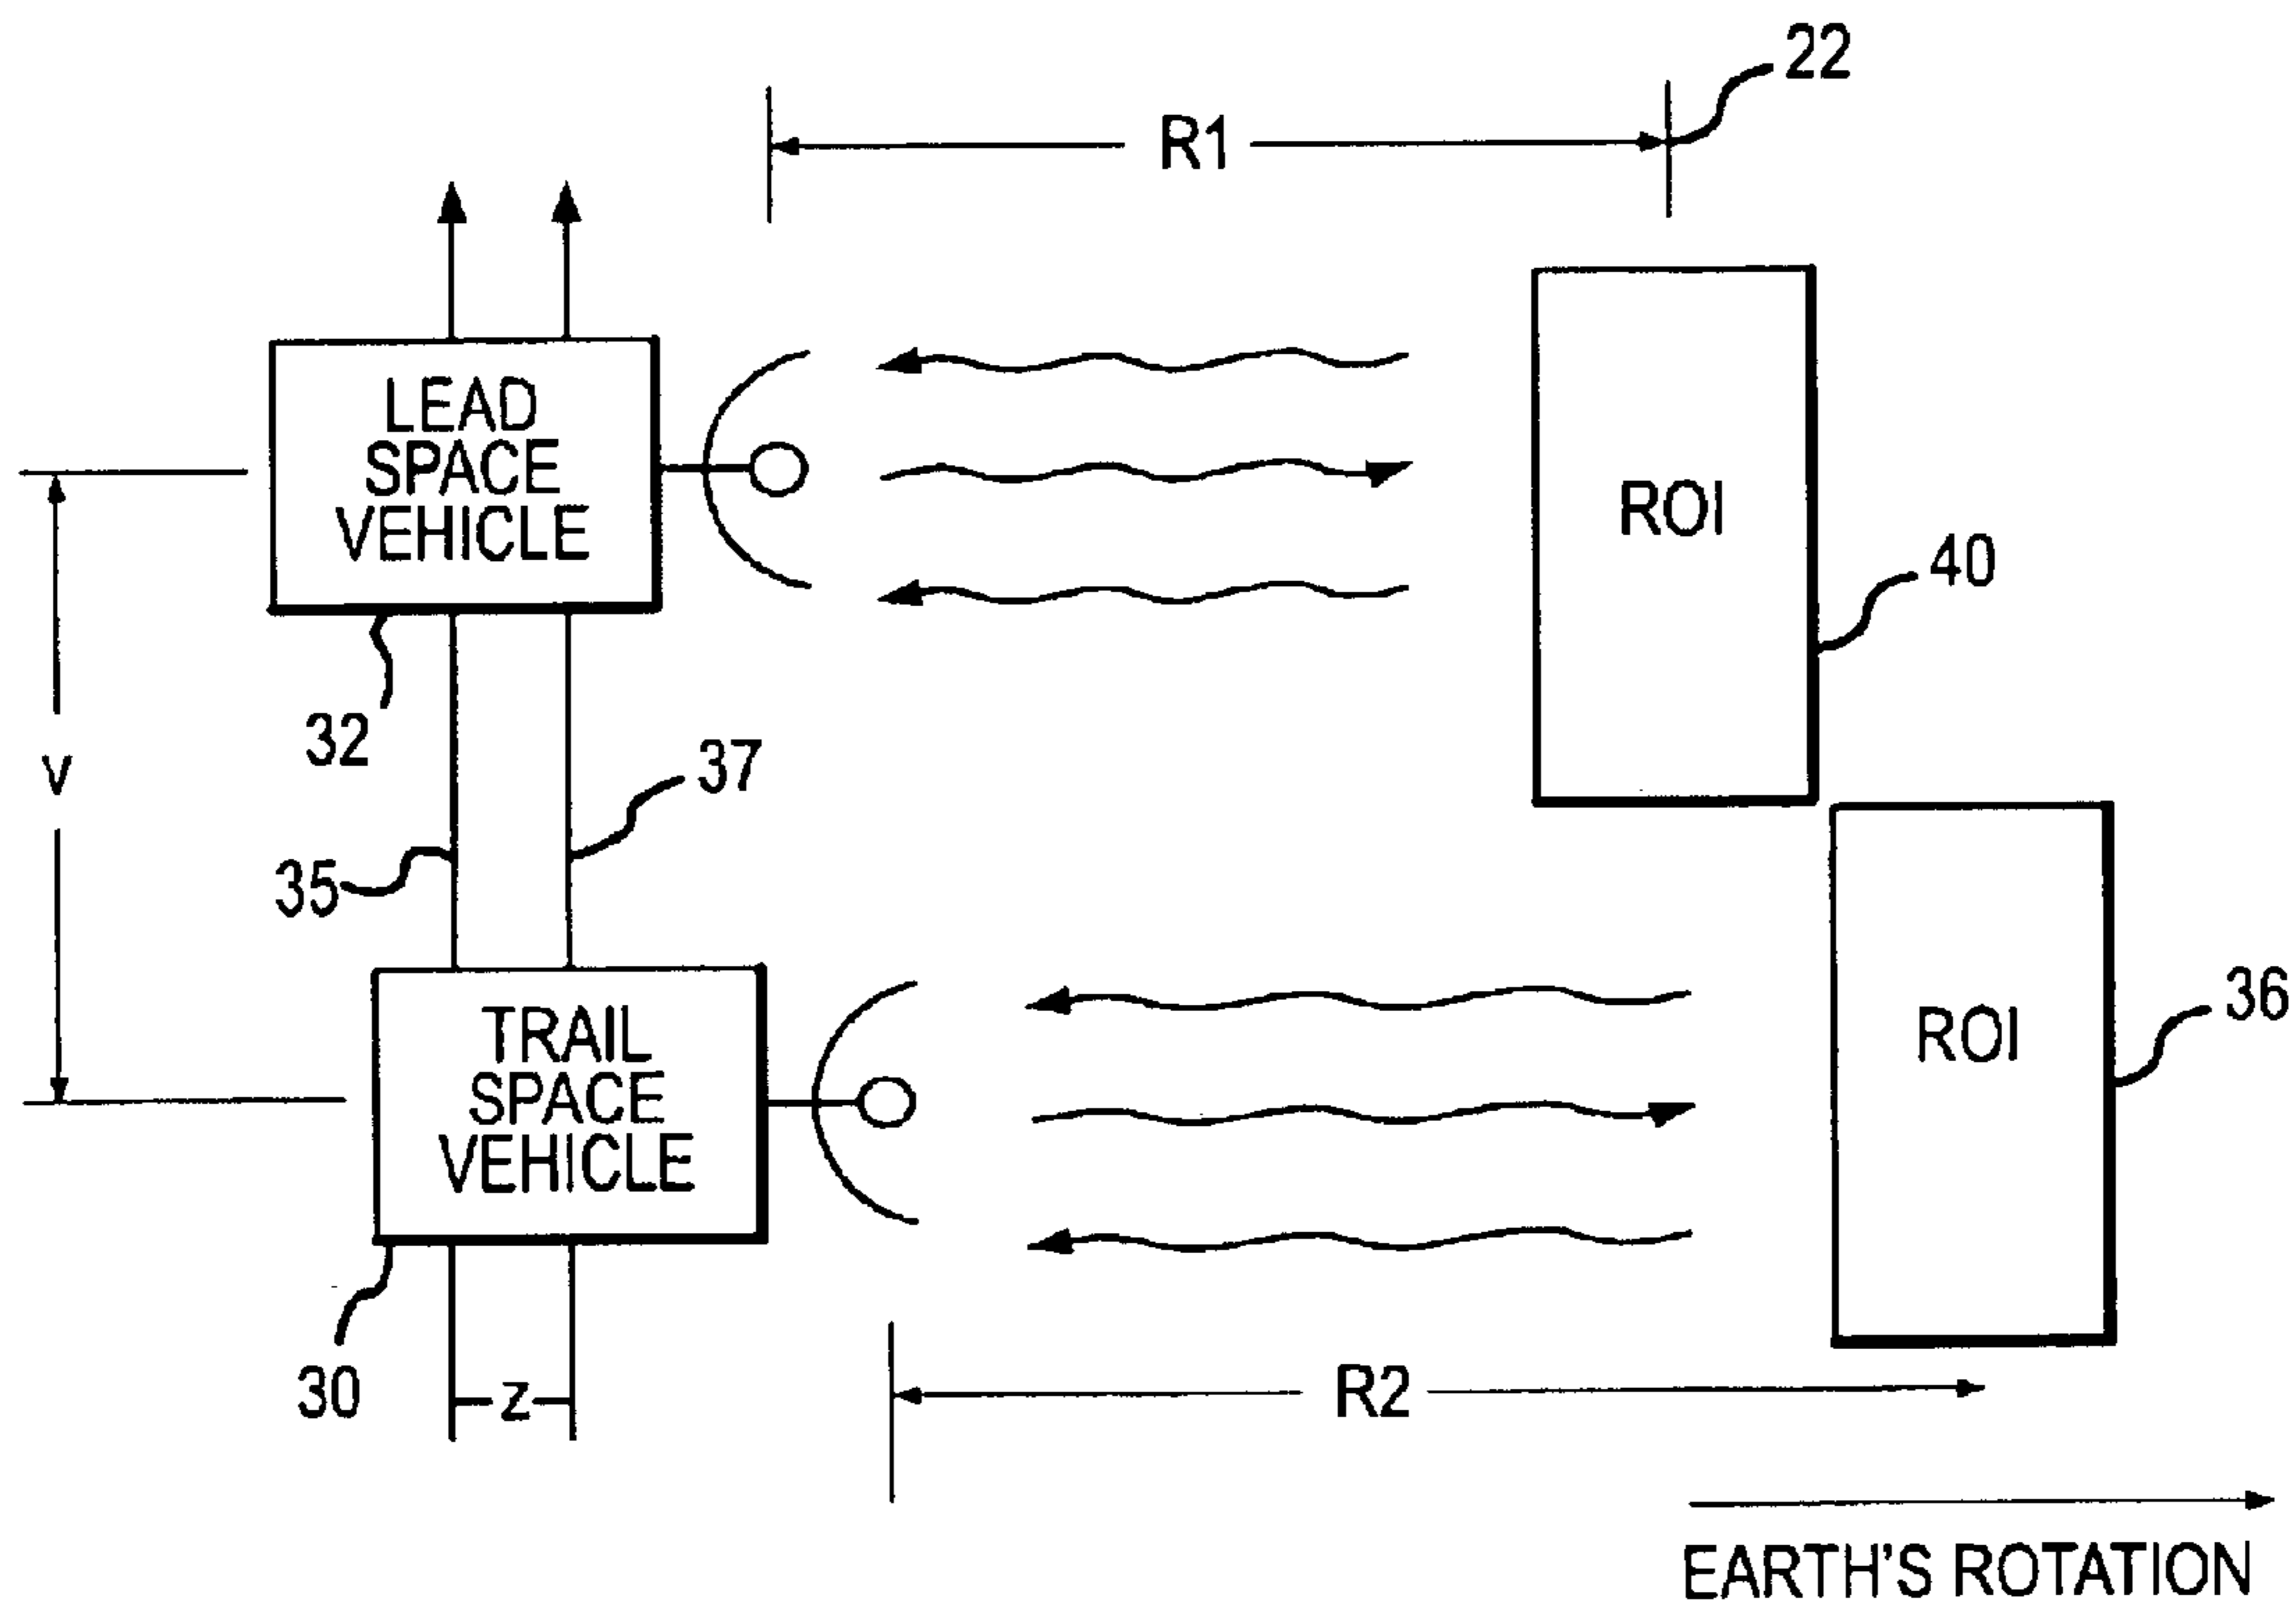 22
R1
LEAD
SPACE
VEHICLE
ROI
40
32
37
v
35
TRAIL
SPACE
VEHICLE
ROI
36
30
z
R2
EARTH'S ROTATION